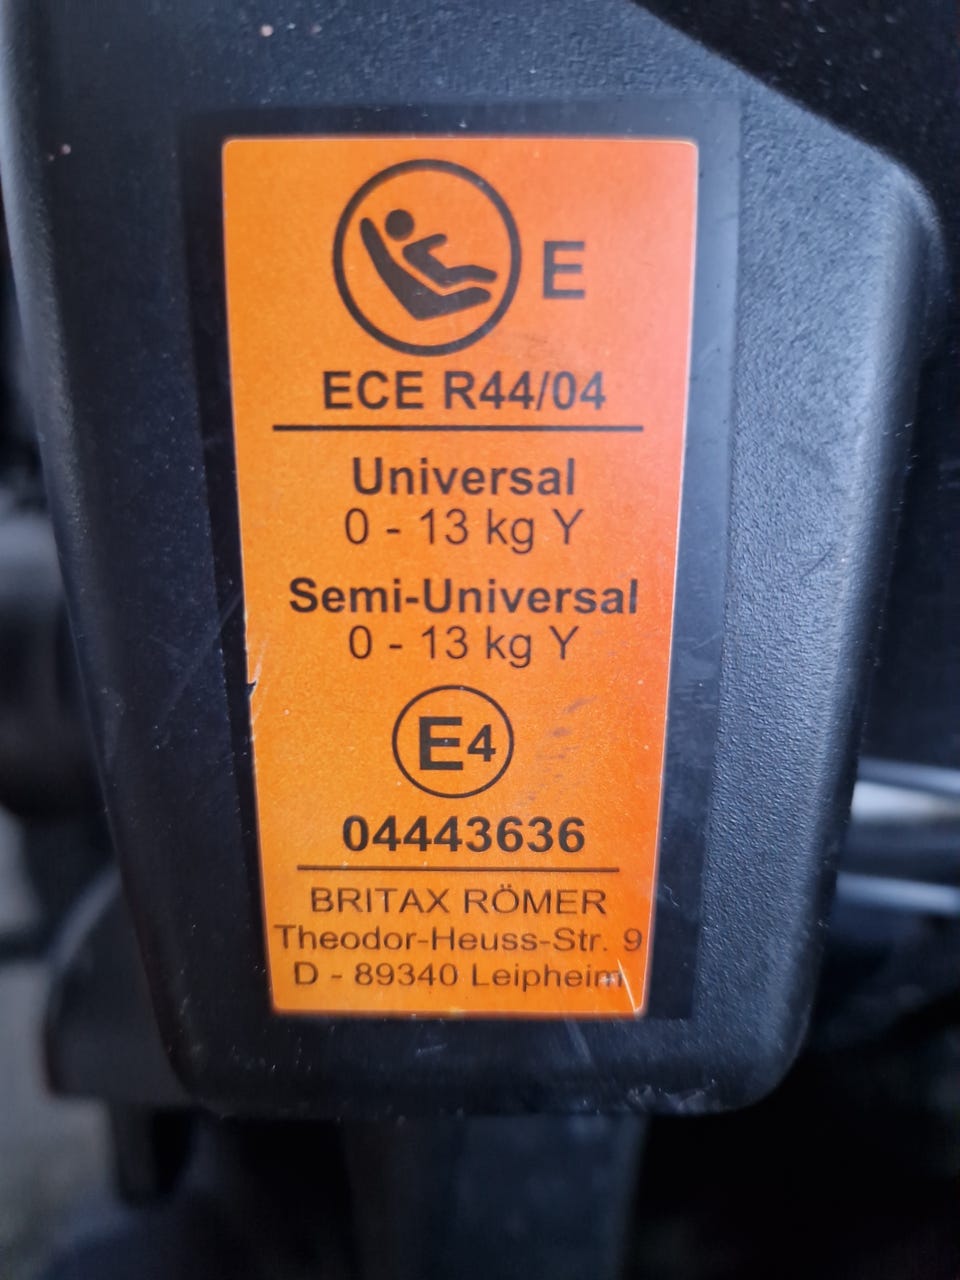 E
ECE R44/04
Universal
0 - 13 kg Y
Semi-Universal
0 - 13 kg Y
E4
04443636
BRITAX RÖMER
Theodor-Heuss-Str. 9
D - 89340 Leipheim